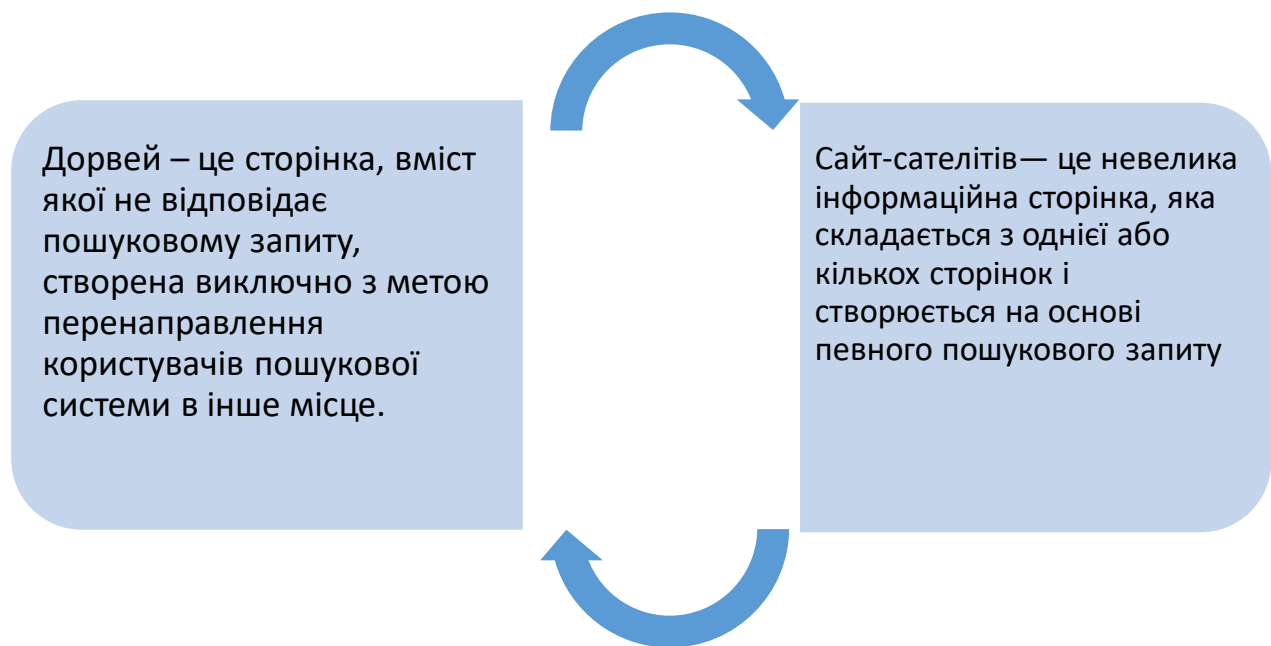 Дорвей – це сторінка, вміст
якої не відповідає
пошуковому запиту,
створена виключно з метою
перенаправлення
користувачів пошукової
системи в інше місце.
Сайт-сателітів— це невелика
інформаційна сторінка, яка
складається з однієї або
кількох сторінок і
створюється на основі
певного пошукового запиту